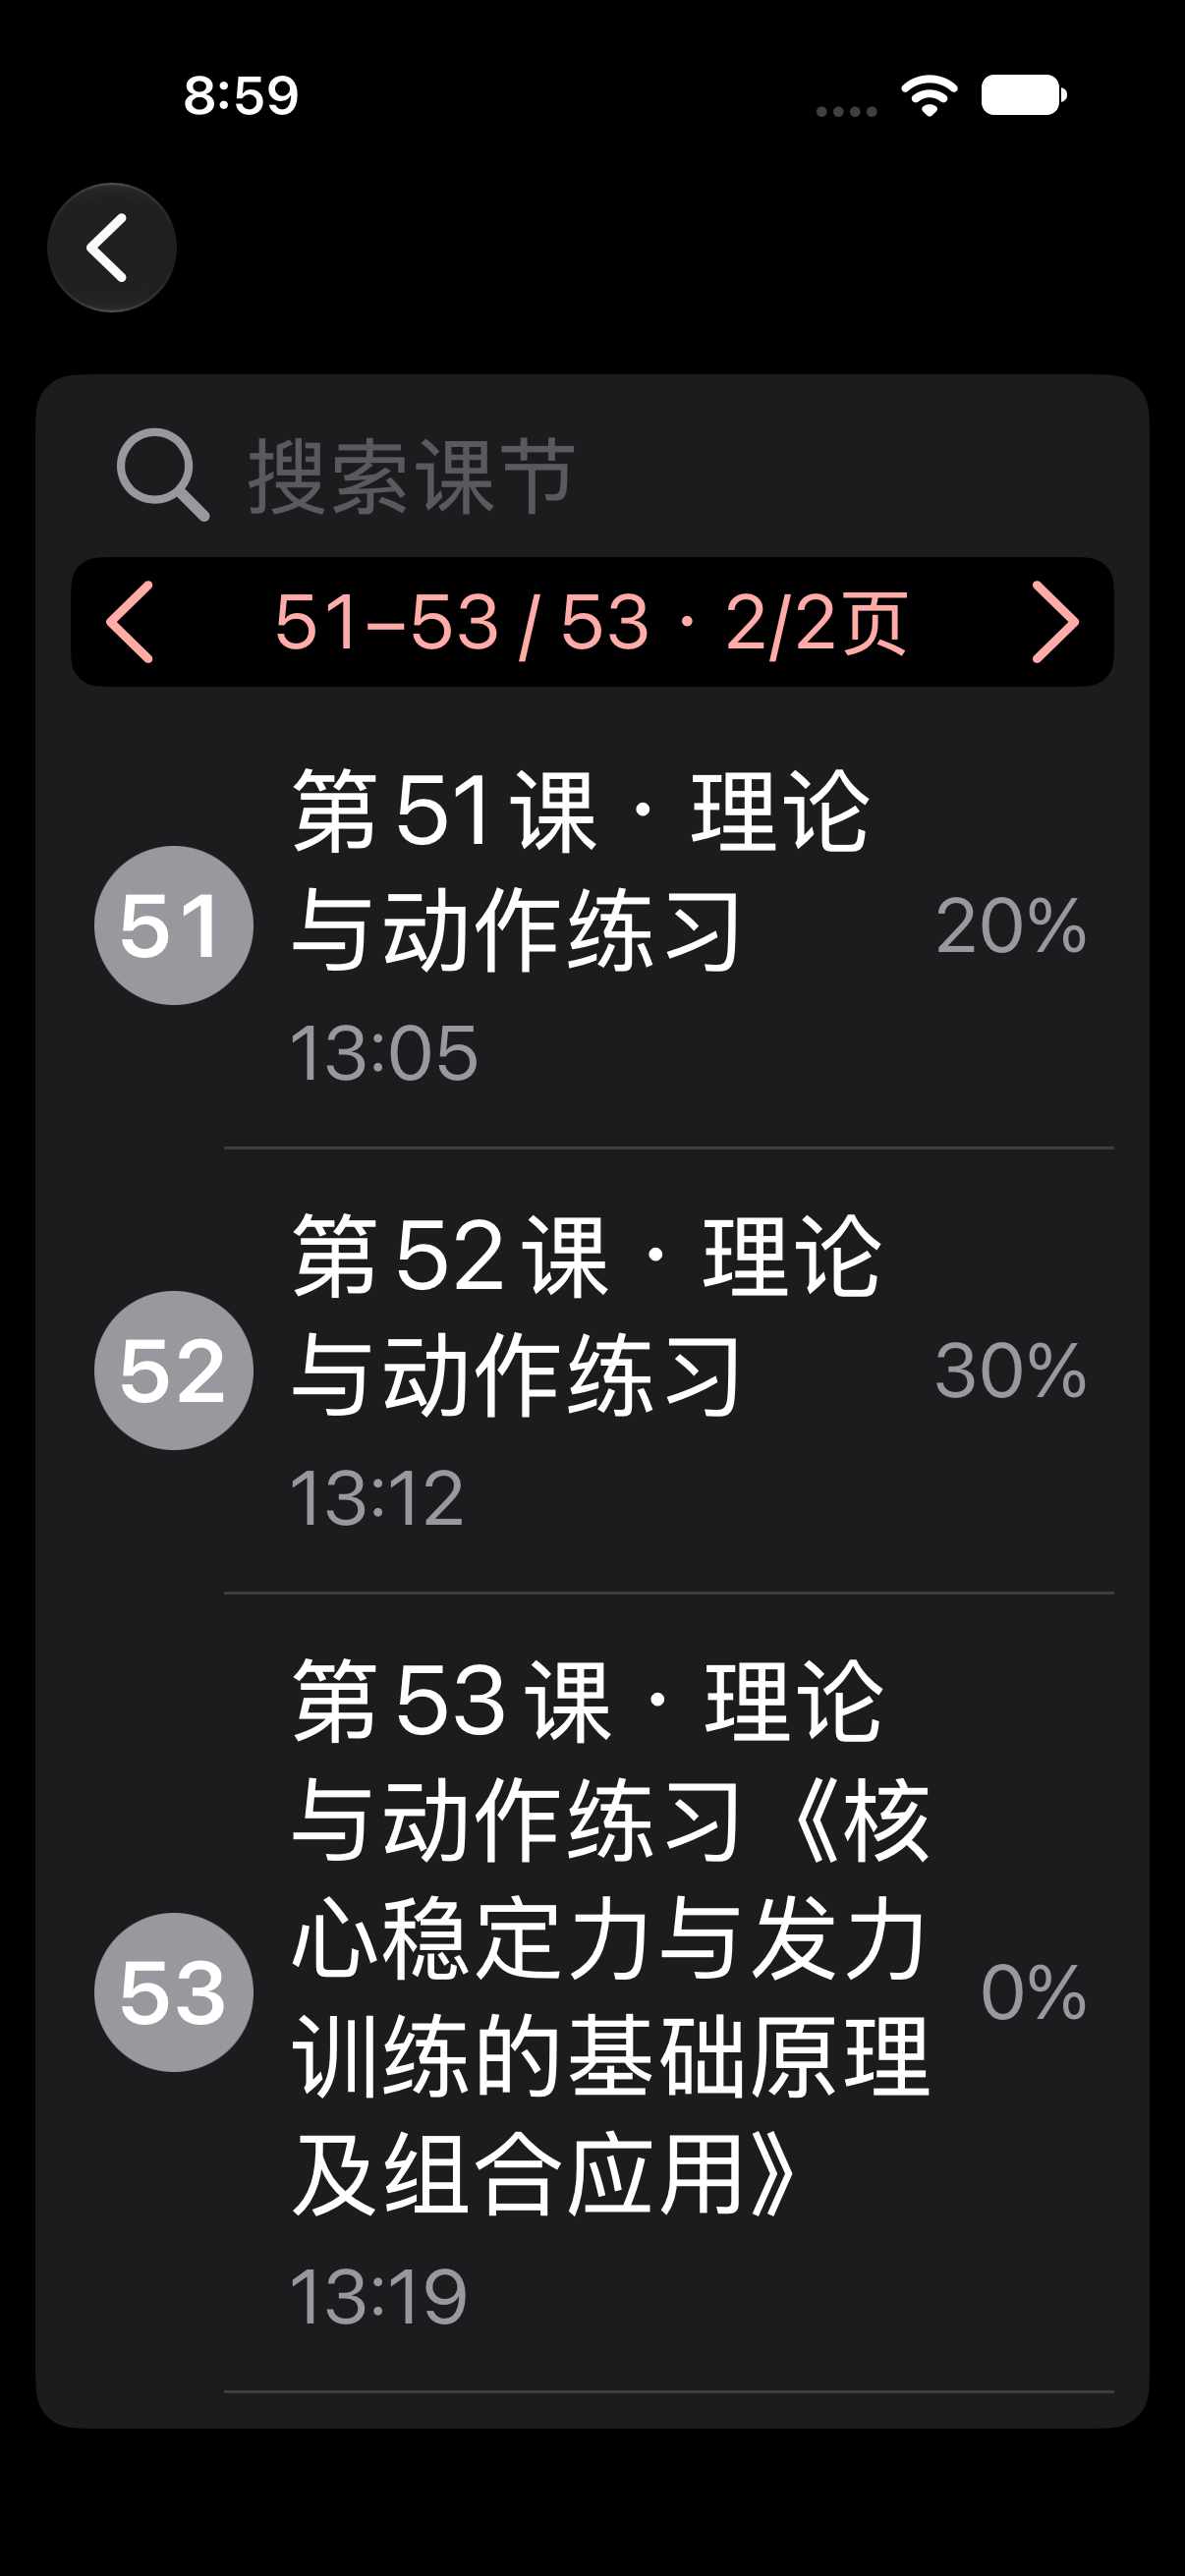 8:59
搜索课节
51–53 / 53 · 2/2页
第 51 课 · 理论
与动作练习
51
20%
13:05
第 52 课 · 理论
与动作练习
52
30%
13:12
第 53 课 · 理论
与动作练习《核
心稳定力与发力
训练的基础原理
及组合应用》
53
0%
13:19